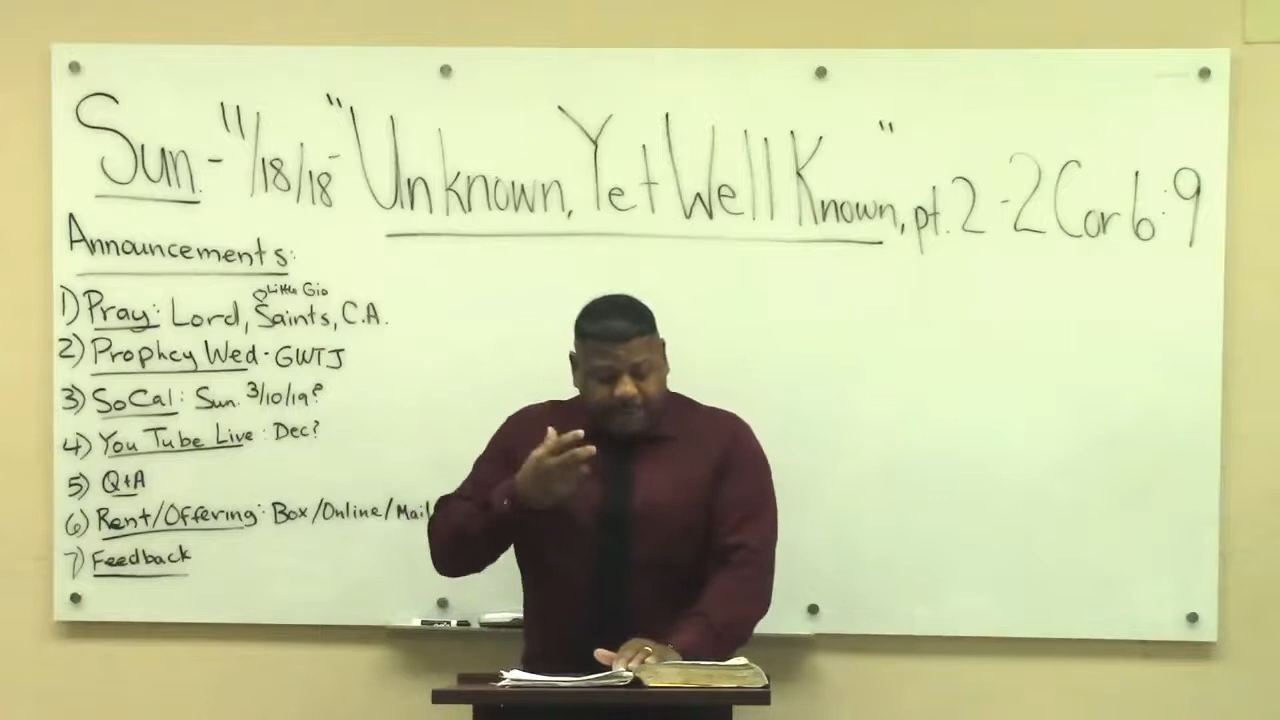 Sun. - 11/18/18 - "Unknown, Yet Well Known," pt. 2 - 2 Cor 6:9
Announcements:
Little Gio
1) Pray: Lord, Saints, C.A.
2) Prophcy Wed - GWTJ
3) SoCal: Sun. 3/10/19?
4) You Tube Live: Dec?
5) Q+A
6) Rent/Offering: Box/Online/Mail
7) Feedback